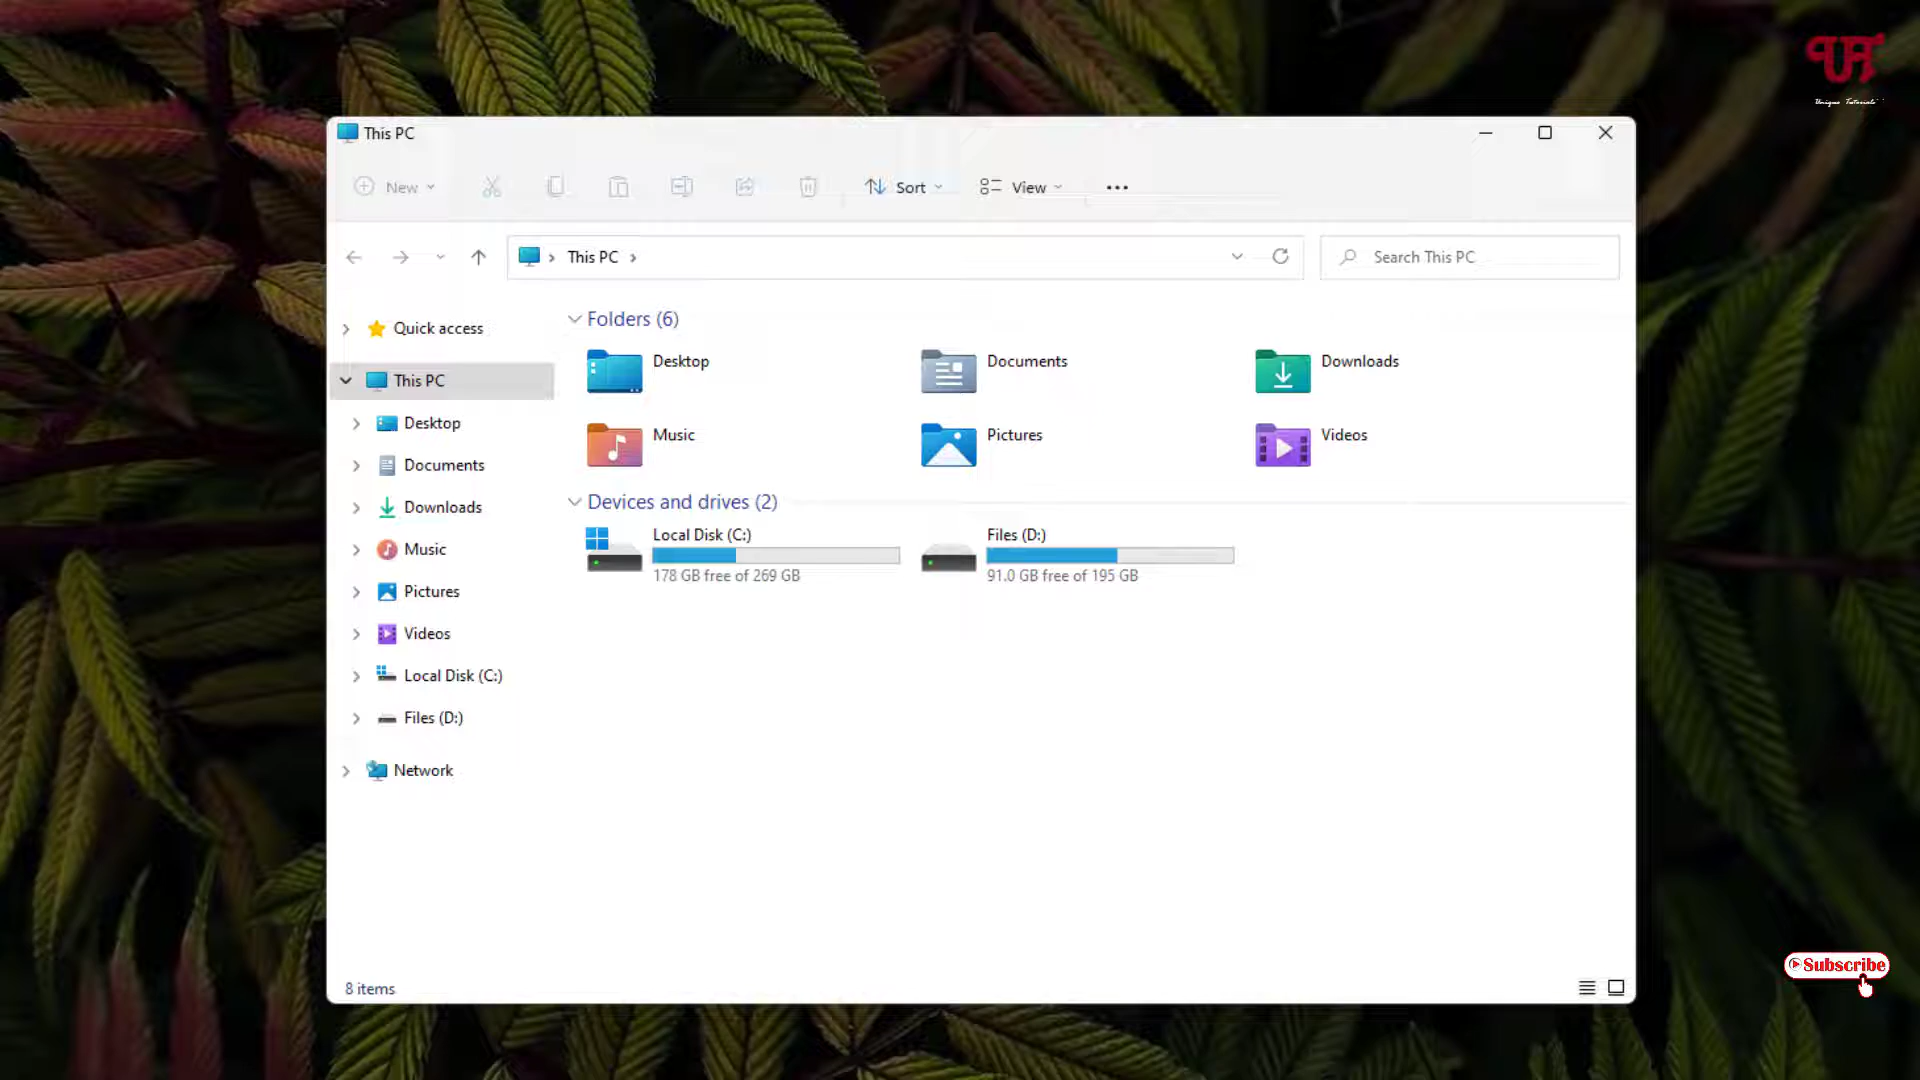 Unique Tutorials
This PC
New
Sort
View
This PC
Search This PC
Quick access
This PC
Desktop
Documents
Downloads
Music
Pictures
Videos
Local Disk (C:)
Files (D:)
Network
Folders (6)
Desktop
Documents
Downloads
Music
Pictures
Videos
Devices and drives (2)
Local Disk (C:)
178 GB free of 269 GB
Files (D:)
91.0 GB free of 195 GB
8 items
Subscribe